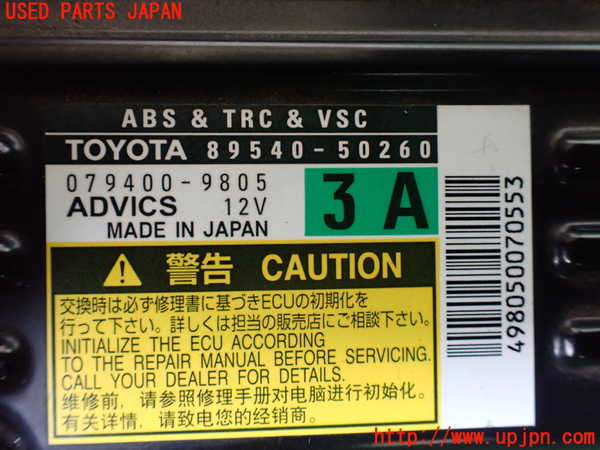 USED PARTS JAPAN
ABS & TRC & VSC
TOYOTA 89540-50260
079400-9805
ADVICS 12V
MADE IN JAPAN
3A
警告 CAUTION
交換時は必ず修理書に基づきECUの初期化を
行って下さい。詳しくは担当の販売店にご相談下さい。
INITIALIZE THE ECU ACCORDING
TO THE REPAIR MANUAL BEFORE SERVICING.
CALL YOUR DEALER FOR DETAILS.
维修前，请参照修理手册对电脑进行初始化。
有关详情，请致电您的经销商。
498050070553
http://www.upjpn.com/